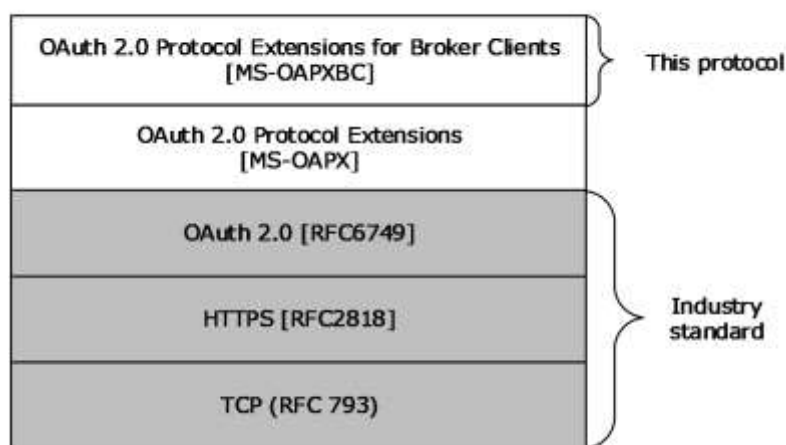 OAuth 2.0 Protocol Extensions for Broker Clients
[MS-OAPXBC]
This protocol
OAuth 2.0 Protocol Extensions
[MS-OAPX]
OAuth 2.0 [RFC6749]
HTTPS [RFC2818]
Industry
standard
TCP (RFC 793)